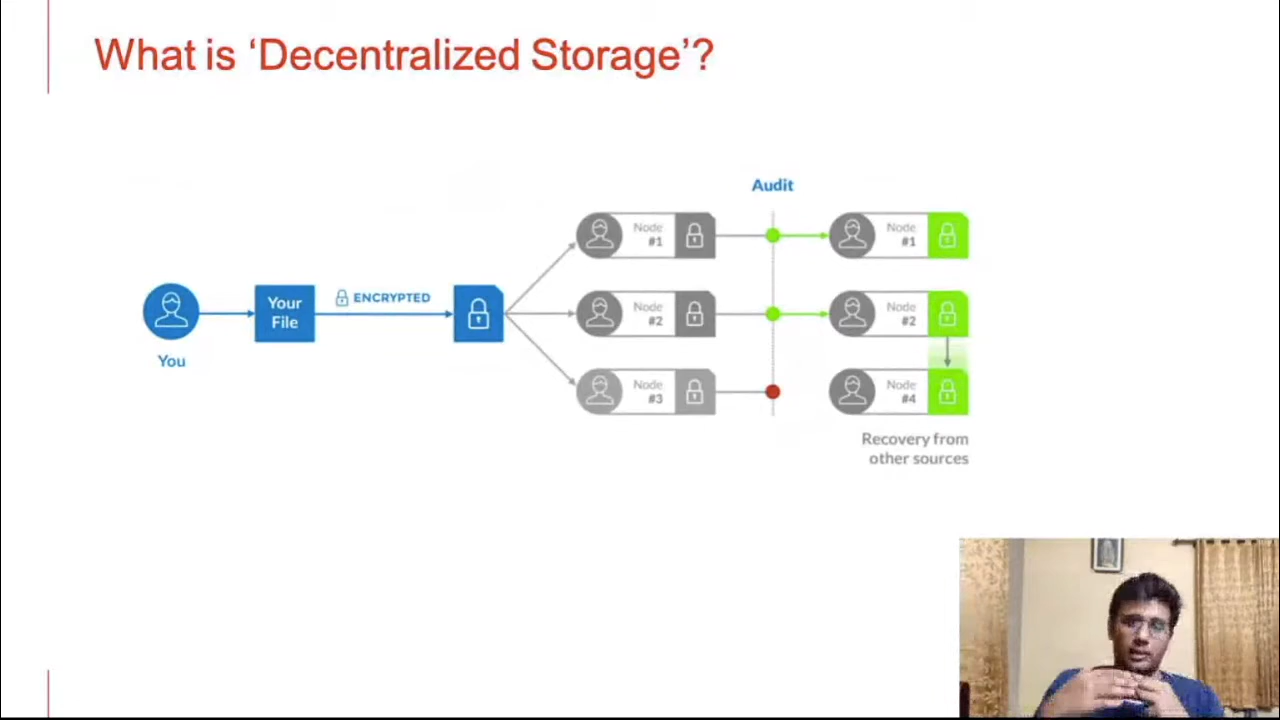 What is ‘Decentralized Storage’?
Audit
Node
#1
Node
#1
ENCRYPTED
Your
File
You
Node
#2
Node
#2
Node
#3
Node
#4
Recovery from
other sources